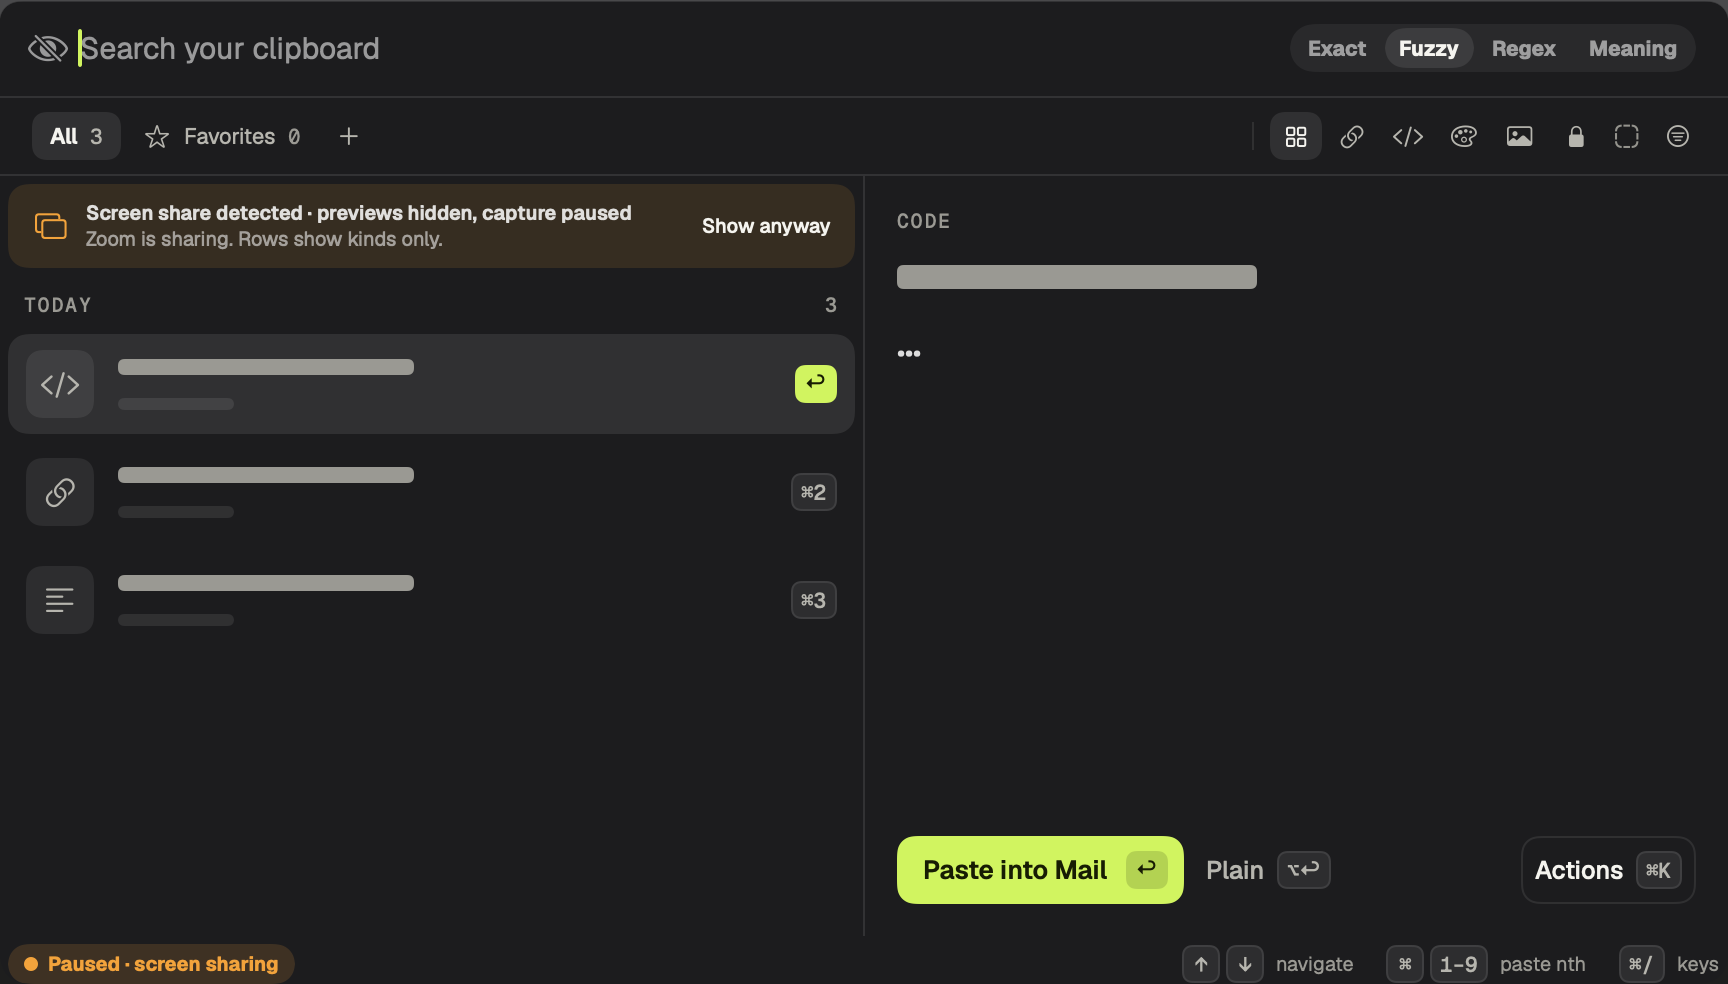 Search your clipboard
Exact Fuzzy Regex Meaning
All 3 Favorites 0 +
Screen share detected · previews hidden, capture paused
Zoom is sharing. Rows show kinds only.
Show anyway
TODAY 3
⌘2
⌘3
CODE
•••
Paste into Mail ↩ Plain ⌥↩ Actions ⌘K
Paused · screen sharing
↑ ↓ navigate ⌘ 1–9 paste nth ⌘/ keys